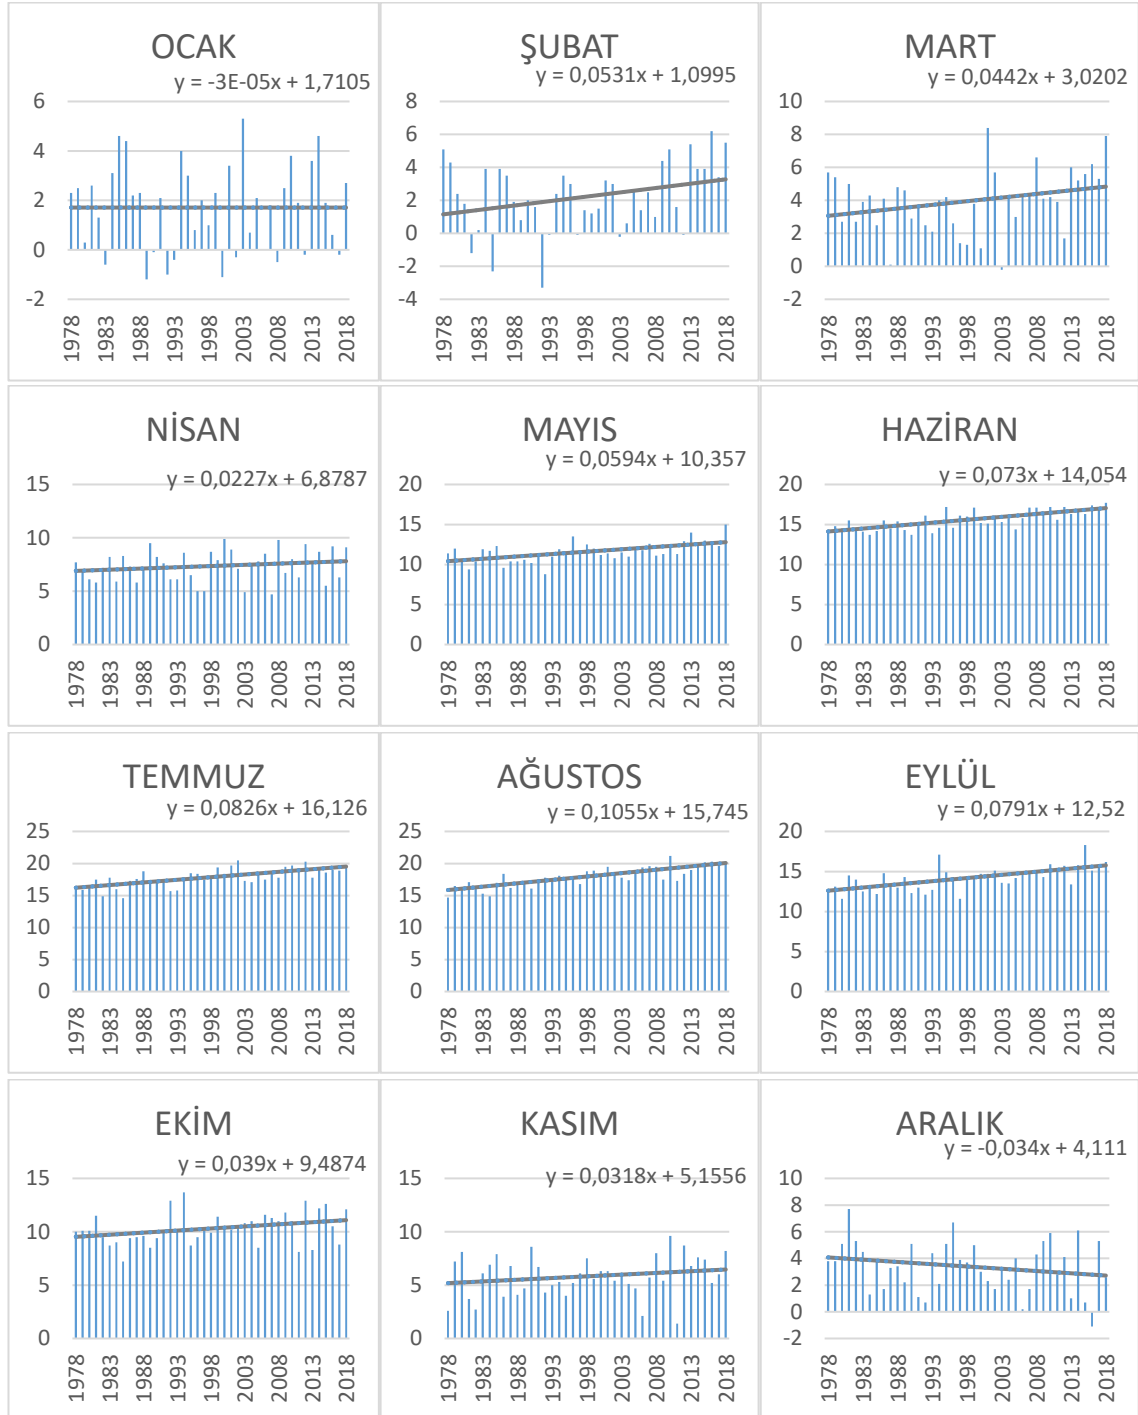 OCAK
y = -3E-05x + 1,7105
6
4
2
0
-2
1978 1983 1988 1993 1998 2003 2008 2013 2018
ŞUBAT
y = 0,0531x + 1,0995
8
6
4
2
0
-2
-4
1978 1983 1988 1993 1998 2003 2008 2013 2018
MART
y = 0,0442x + 3,0202
10
8
6
4
2
0
-2
1978 1983 1988 1993 1998 2003 2008 2013 2018
NİSAN
y = 0,0227x + 6,8787
15
10
5
0
1978 1983 1988 1993 1998 2003 2008 2013 2018
MAYIS
y = 0,0594x + 10,357
20
15
10
5
0
1978 1983 1988 1993 1998 2003 2008 2013 2018
HAZİRAN
y = 0,073x + 14,054
20
15
10
5
0
1978 1983 1988 1993 1998 2003 2008 2013 2018
TEMMUZ
y = 0,0826x + 16,126
25
20
15
10
5
0
1978 1983 1988 1993 1998 2003 2008 2013 2018
AĞUSTOS
y = 0,1055x + 15,745
25
20
15
10
5
0
1978 1983 1988 1993 1998 2003 2008 2013 2018
EYLÜL
y = 0,0791x + 12,52
20
15
10
5
0
1978 1983 1988 1993 1998 2003 2008 2013 2018
EKİM
y = 0,039x + 9,4874
15
10
5
0
1978 1983 1988 1993 1998 2003 2008 2013 2018
KASIM
y = 0,0318x + 5,1556
15
10
5
0
1978 1983 1988 1993 1998 2003 2008 2013 2018
ARALIK
y = -0,034x + 4,111
10
8
6
4
2
0
-2
1978 1983 1988 1993 1998 2003 2008 2013 2018